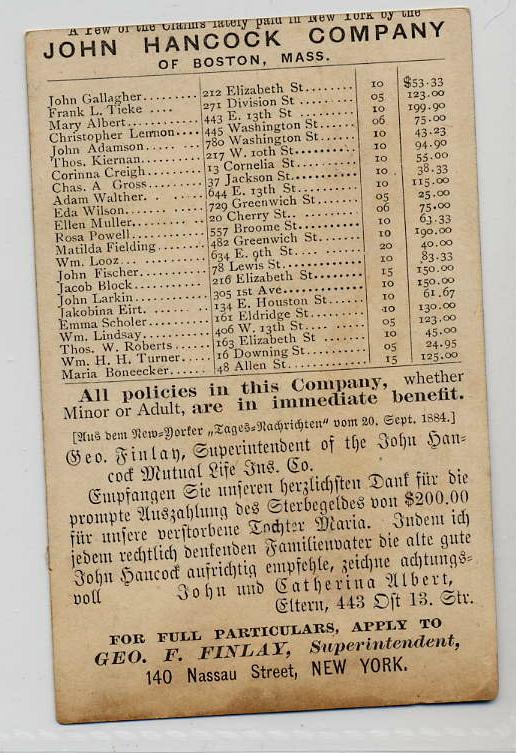 A Few of the Claims lately paid in New York by the
JOHN HANCOCK COMPANY
OF BOSTON, MASS.
John Gallagher........ 212 Elizabeth St........ 10 $53.33
Frank L. Tieke .... 271 Division St........ 05 123.00
Mary Albert........ 443 E. 13th St ........ 10 199.90
Christopher Lennon.... 445 Washington St...... 06 75.00
John Adamson........ 780 Washington St...... 10 43.23
Thos. Kiernan........ 217 W. 10th St........ 10 94.90
Corinna Creigh........ 13 Cornelia St........ 10 55.00
Chas. A Gross........ 37 Jackson St........ 10 38.33
Adam Walther........ 644 E. 13th St........ 10 115.00
Eda Wilson........ 729 Greenwich St...... 05 25.00
Ellen Muller........ 20 Cherry St........ 06 75.00
Rosa Powell........ 557 Broome St........ 10 63.33
Matilda Fielding ...... 482 Greenwich St...... 10 190.00
Wm. Looz........ 634 E. 9th St........ 20 40.00
John Fischer........ 78 Lewis St........ 10 83.33
Jacob Block........ 216 Elizabeth St...... 15 150.00
John Larkin........ 305 1st Ave........ 10 150.00
Jakobina Eirt........ 134 E. Houston St...... 10 61.67
Emma Scholer........ 161 Eldridge St........ 10 130.00
Wm. Lindsay........ 406 W. 13th St........ 05 123.00
Thos. W. Roberts...... 163 Elizabeth St ...... 10 45.00
Wm. H. H. Turner...... 16 Downing St........ 05 24.95
Maria Boneecker...... 48 Allen St........ 15 125.00
All policies in this Company, whether
Minor or Adult, are in immediate benefit.
[Aus dem New-Yorker „Tages-Nachrichten" vom 20. Sept. 1884.]
Geo. Finlay, Superintendent of the John Han-
cock Mutual Life Ins. Co.
Empfangen Sie unseren herzlichsten Dank für die
prompte Auszahlung des Sterbegeldes von $200.00
für unsere verstorbene Tochter Maria. Indem ich
jedem rechtlich denkenden Familienvater die alte gute
John Hancock aufrichtig empfehle, zeichne achtungs-
voll John und Catherina Albert,
Eltern, 443 Ost 13. Str.
FOR FULL PARTICULARS, APPLY TO
GEO. F. FINLAY, Superintendent,
140 Nassau Street, NEW YORK.